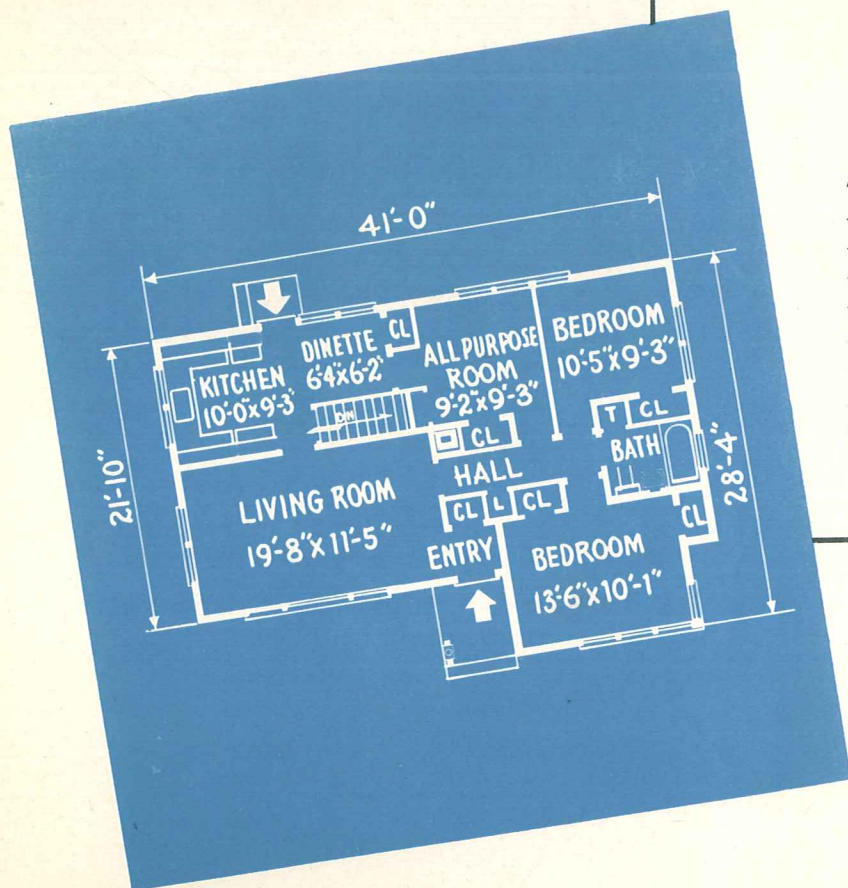 41'-0"
CL
DINETTE
6'4"x6'-2"
KITCHEN
10'-0"x9'-3"
ALL PURPOSE
ROOM
9'-2"x9'-3"
BEDROOM
10'-5"x9'-3"
DN
CL
T
CL
BATH
21'-10"
28'-4"
HALL
LIVING ROOM
19'-8"x11'-5"
CL
L
CL
CL
ENTRY
BEDROOM
13'-6"x10'-1"